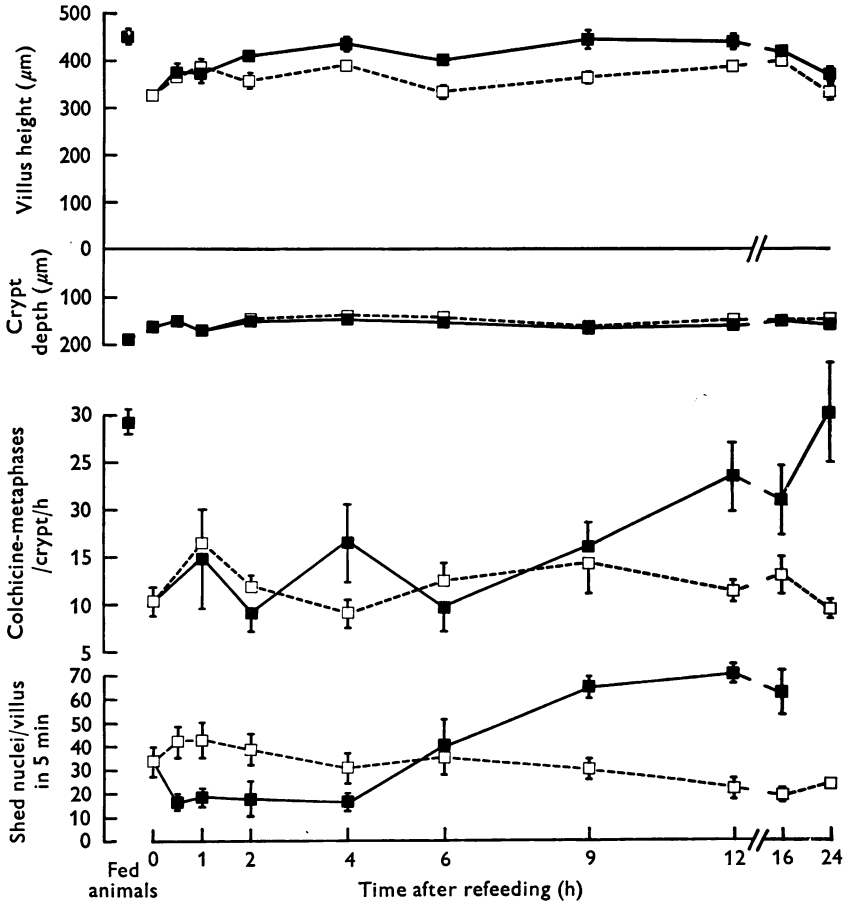 500
400
300
200
100
0
Villus height (μm)
100
200
Crypt
depth (μm)
30
25
30
15
10
5
Colchicine-metaphases
/crypt/h
70
60
50
40
30
20
10
0
Shed nuclei/villus
in 5 min
0 1 2 4 6 9 12 16 24
Fed
animals
Time after refeeding (h)